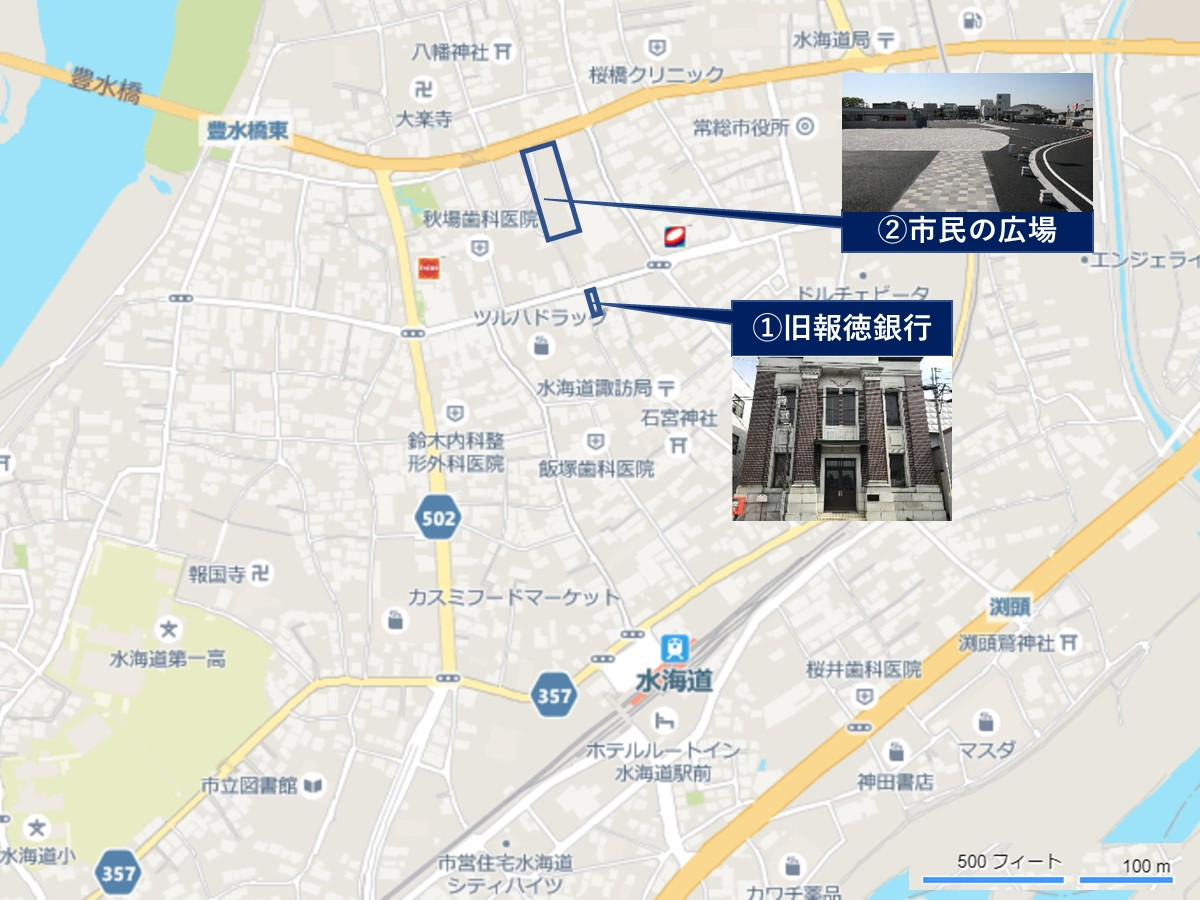 八幡神社
水海道局
豊水橋
桜橋クリニック
大楽寺
豊水橋東
常総市役所
秋場歯科医院
②市民の広場
エンジェライ
ドルチェビータ
ツルハドラッグ
①旧報徳銀行
水海道諏訪局
石宮神社
鈴木内科整
形外科医院
飯塚歯科医院
502
報国寺
カスミフードマーケット
渕頭
水海道第一高
渕頭鷲神社
水海道
桜井歯科医院
357
ホテルルートイン
水海道駅前
マスダ
市立図書館
神田書店
水海道小
357
市営住宅水海道
シティハイツ
カワチ薬品
500 フィート
100 m